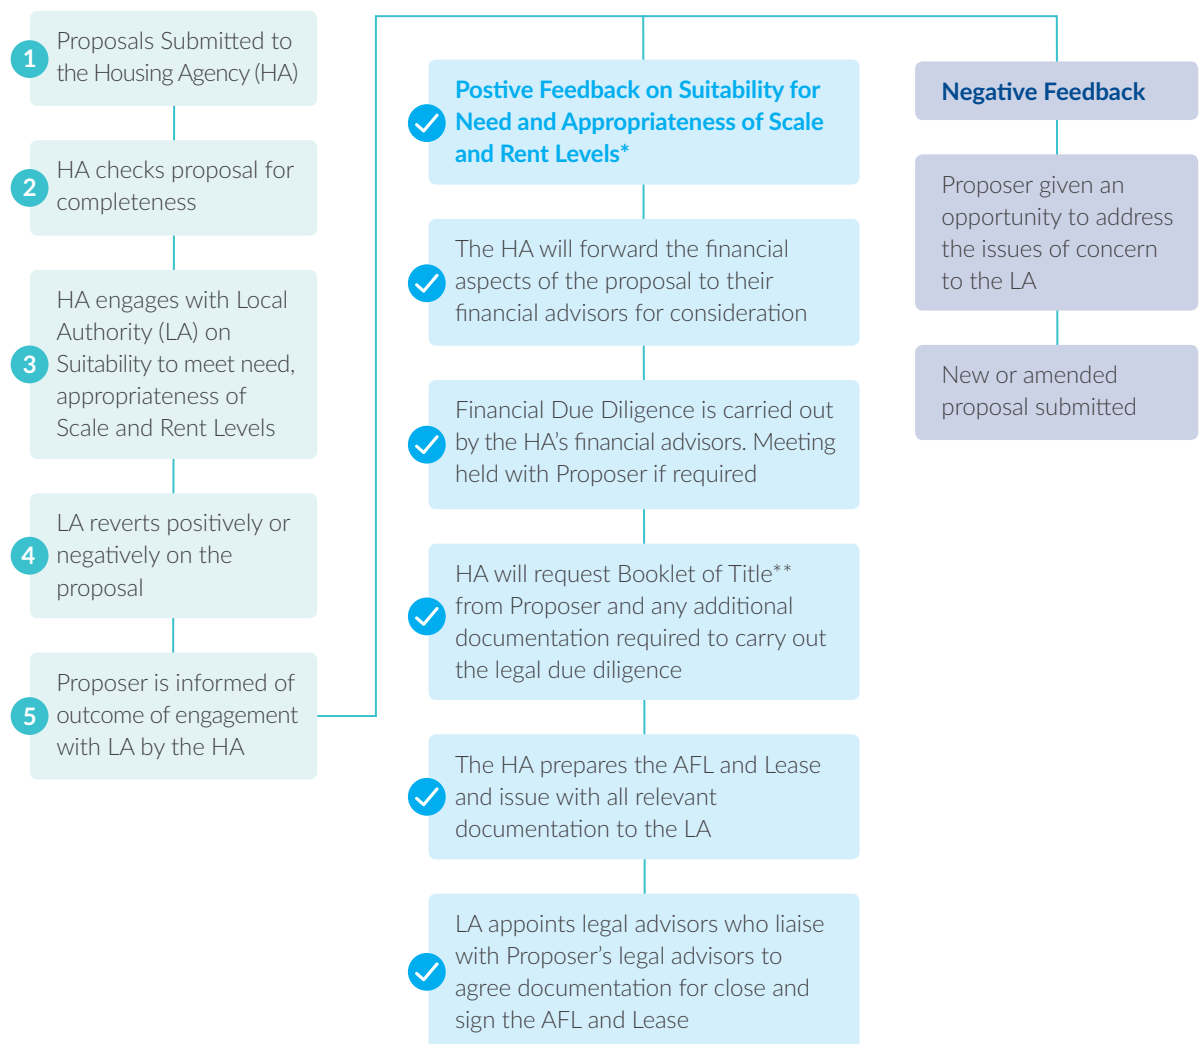 1
Proposals Submitted to
the Housing Agency (HA)
2
HA checks proposal for
completeness
3
HA engages with Local
Authority (LA) on
Suitability to meet need,
appropriateness of
Scale and Rent Levels
4
LA reverts positively or
negatively on the
proposal
5
Proposer is informed of
outcome of engagement
with LA by the HA
Postive Feedback on Suitability for
Need and Appropriateness of Scale
and Rent Levels*
The HA will forward the financial
aspects of the proposal to their
financial advisors for consideration
Financial Due Diligence is carried out
by the HA’s financial advisors. Meeting
held with Proposer if required
HA will request Booklet of Title**
from Proposer and any additional
documentation required to carry out
the legal due diligence
The HA prepares the AFL and Lease
and issue with all relevant
documentation to the LA
LA appoints legal advisors who liaise
with Proposer’s legal advisors to
agree documentation for close and
sign the AFL and Lease
Negative Feedback
Proposer given an
opportunity to address
the issues of concern
to the LA
New or amended
proposal submitted